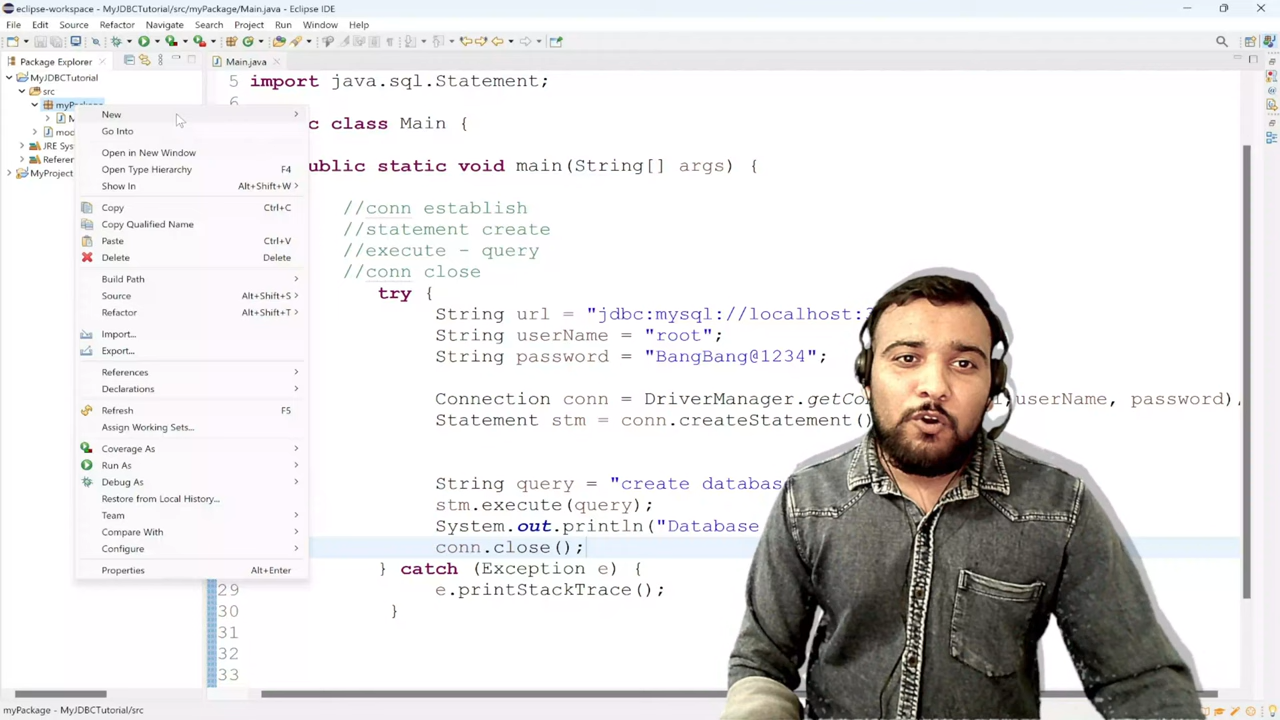 eclipse-workspace - MyJDBCTutorial/src/myPackage/Main.java - Eclipse IDE
File Edit Source Refactor Navigate Search Project Run Window Help
Package Explorer
Main.java
MyJDBCTutorial
src
myPackage
JRE Sys
Referen
MyProject
New
Go Into
Open in New Window
Open Type Hierarchy F4
Show In Alt+Shift+W
Copy Ctrl+C
Copy Qualified Name
Paste Ctrl+V
Delete Delete
Build Path
Source Alt+Shift+S
Refactor Alt+Shift+T
Import...
Export...
References
Declarations
Refresh F5
Assign Working Sets...
Coverage As
Run As
Debug As
Restore from Local History...
Team
Compare With
Configure
Properties Alt+Enter
5 import java.sql.Statement;
6
c class Main {
ublic static void main(String[] args) {
//conn establish
//statement create
//execute - query
//conn close
try {
String url = "jdbc:mysql://localhost:
String userName = "root";
String password = "BangBang@1234";
Connection conn = DriverManager.getCo ,userName, password),
Statement stm = conn.createStatement()
String query = "create databas
stm.execute(query);
System.out.println("Database
conn.close();
} catch (Exception e) {
29 e.printStackTrace();
30 }
31
32
33
myPackage - MyJDBCTutorial/src